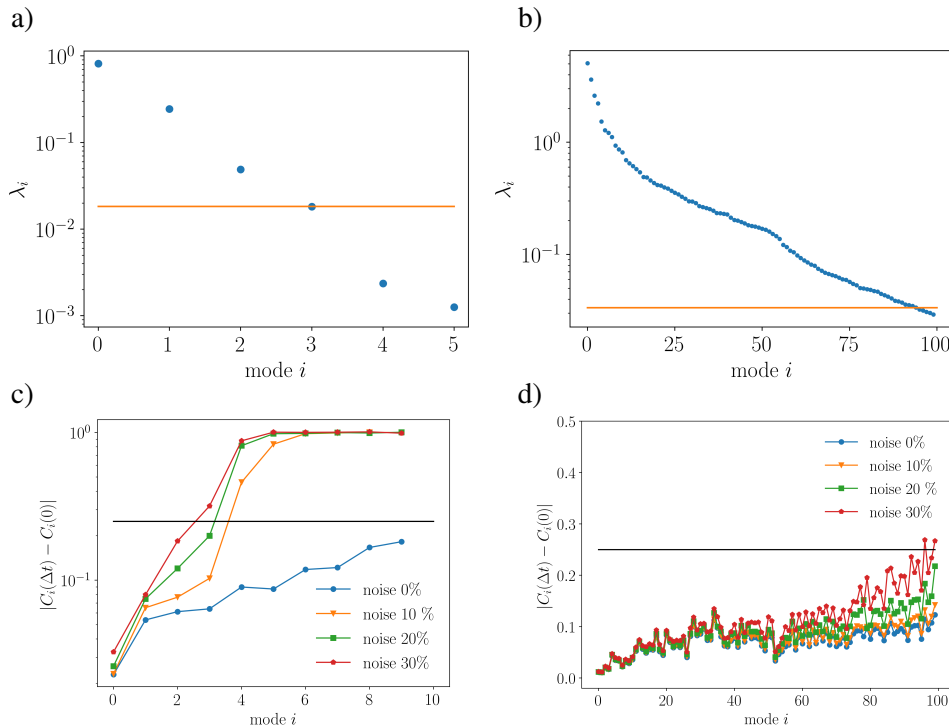 a)
10^0
10^-1
10^-2
10^-3
λ_i
0 1 2 3 4 5
mode i
b)
10^0
10^-1
λ_i
0 25 50 75 100
mode i
c)
10^0
10^-1
|C_i(Δt) − C_i(0)|
noise 0%
noise 10 %
noise 20%
noise 30%
0 2 4 6 8 10
mode i
d)
0.5
0.4
0.3
0.2
0.1
0.0
|C_i(Δt) − C_i(0)|
noise 0%
noise 10%
noise 20 %
noise 30%
0 20 40 60 80 100
mode i